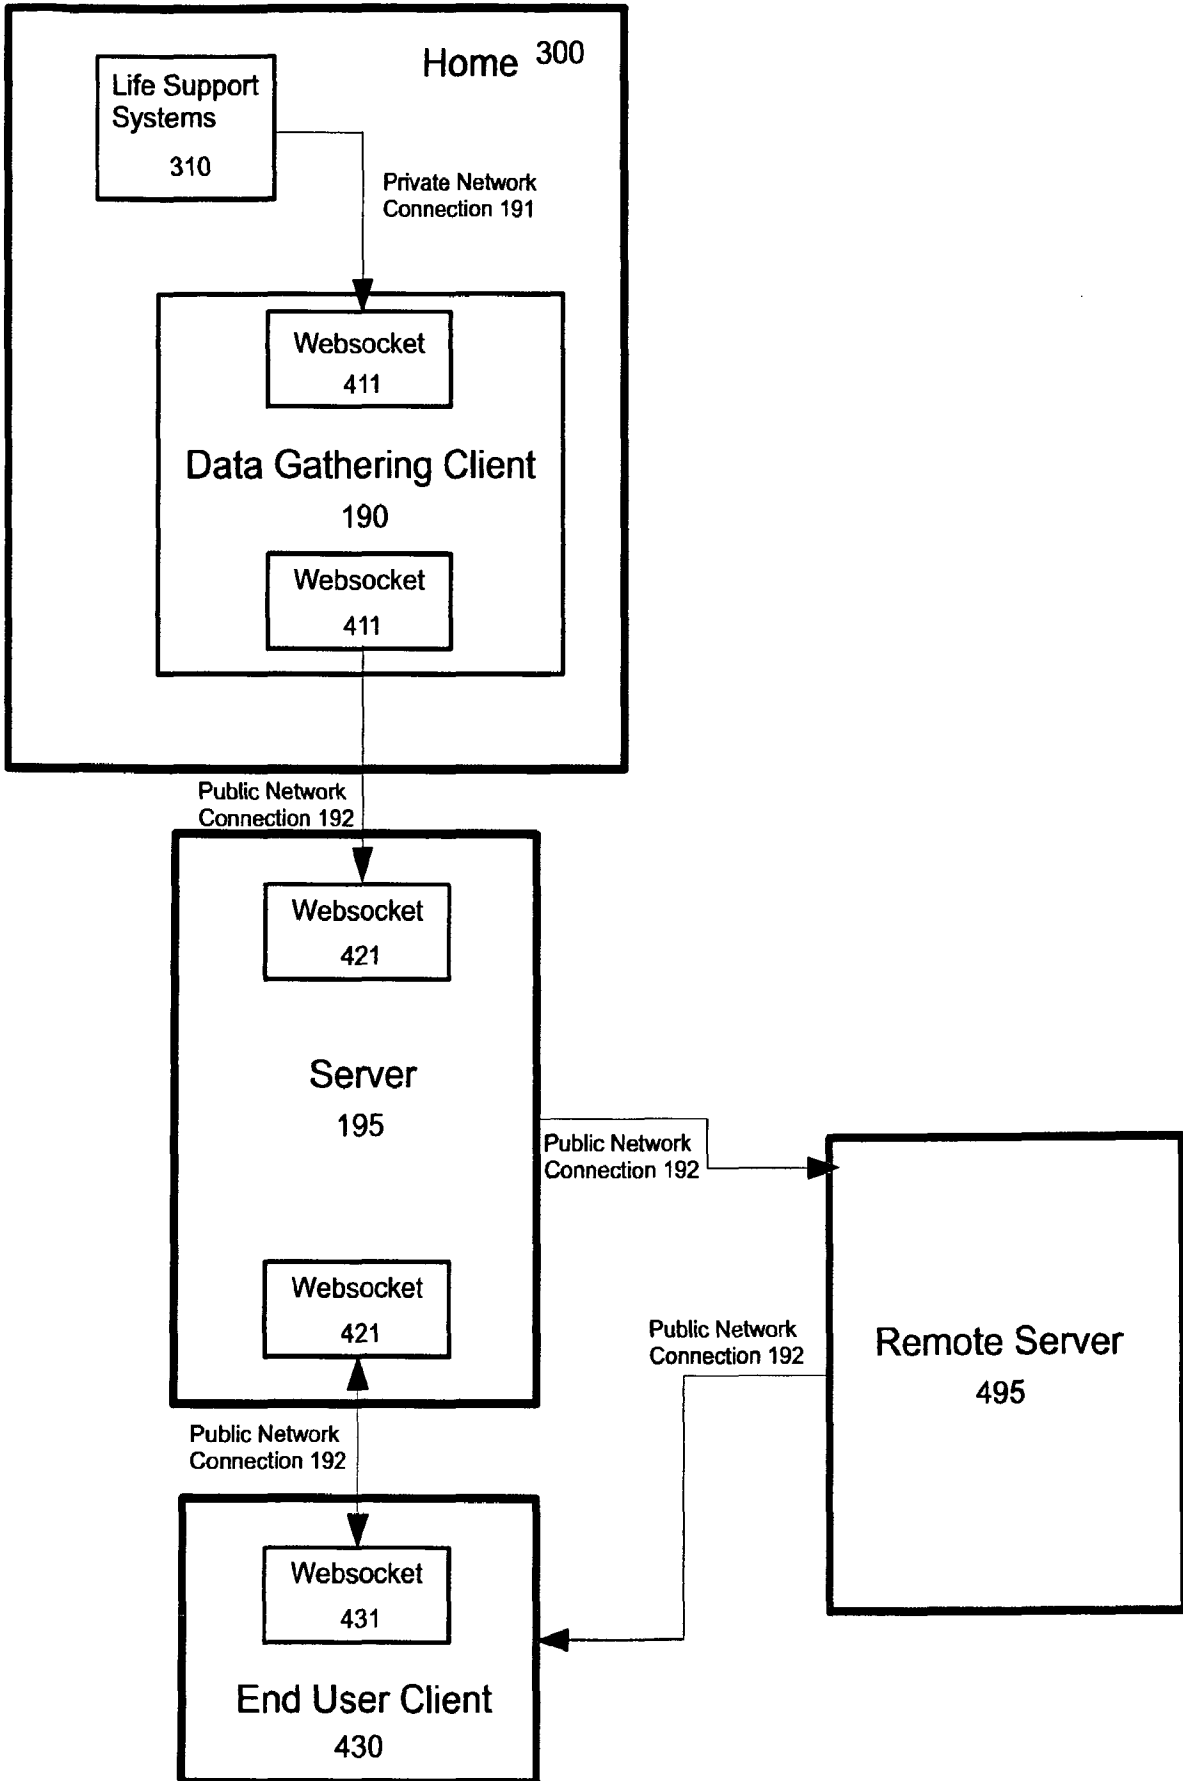 Home 300
Life Support
Systems
310
Private Network
Connection 191
Websocket
411
Data Gathering Client
190
Websocket
411
Public Network
Connection 192
Websocket
421
Server
195
Public Network
Connection 192
Websocket
421
Public Network
Connection 192
Remote Server
495
Public Network
Connection 192
Websocket
431
End User Client
430